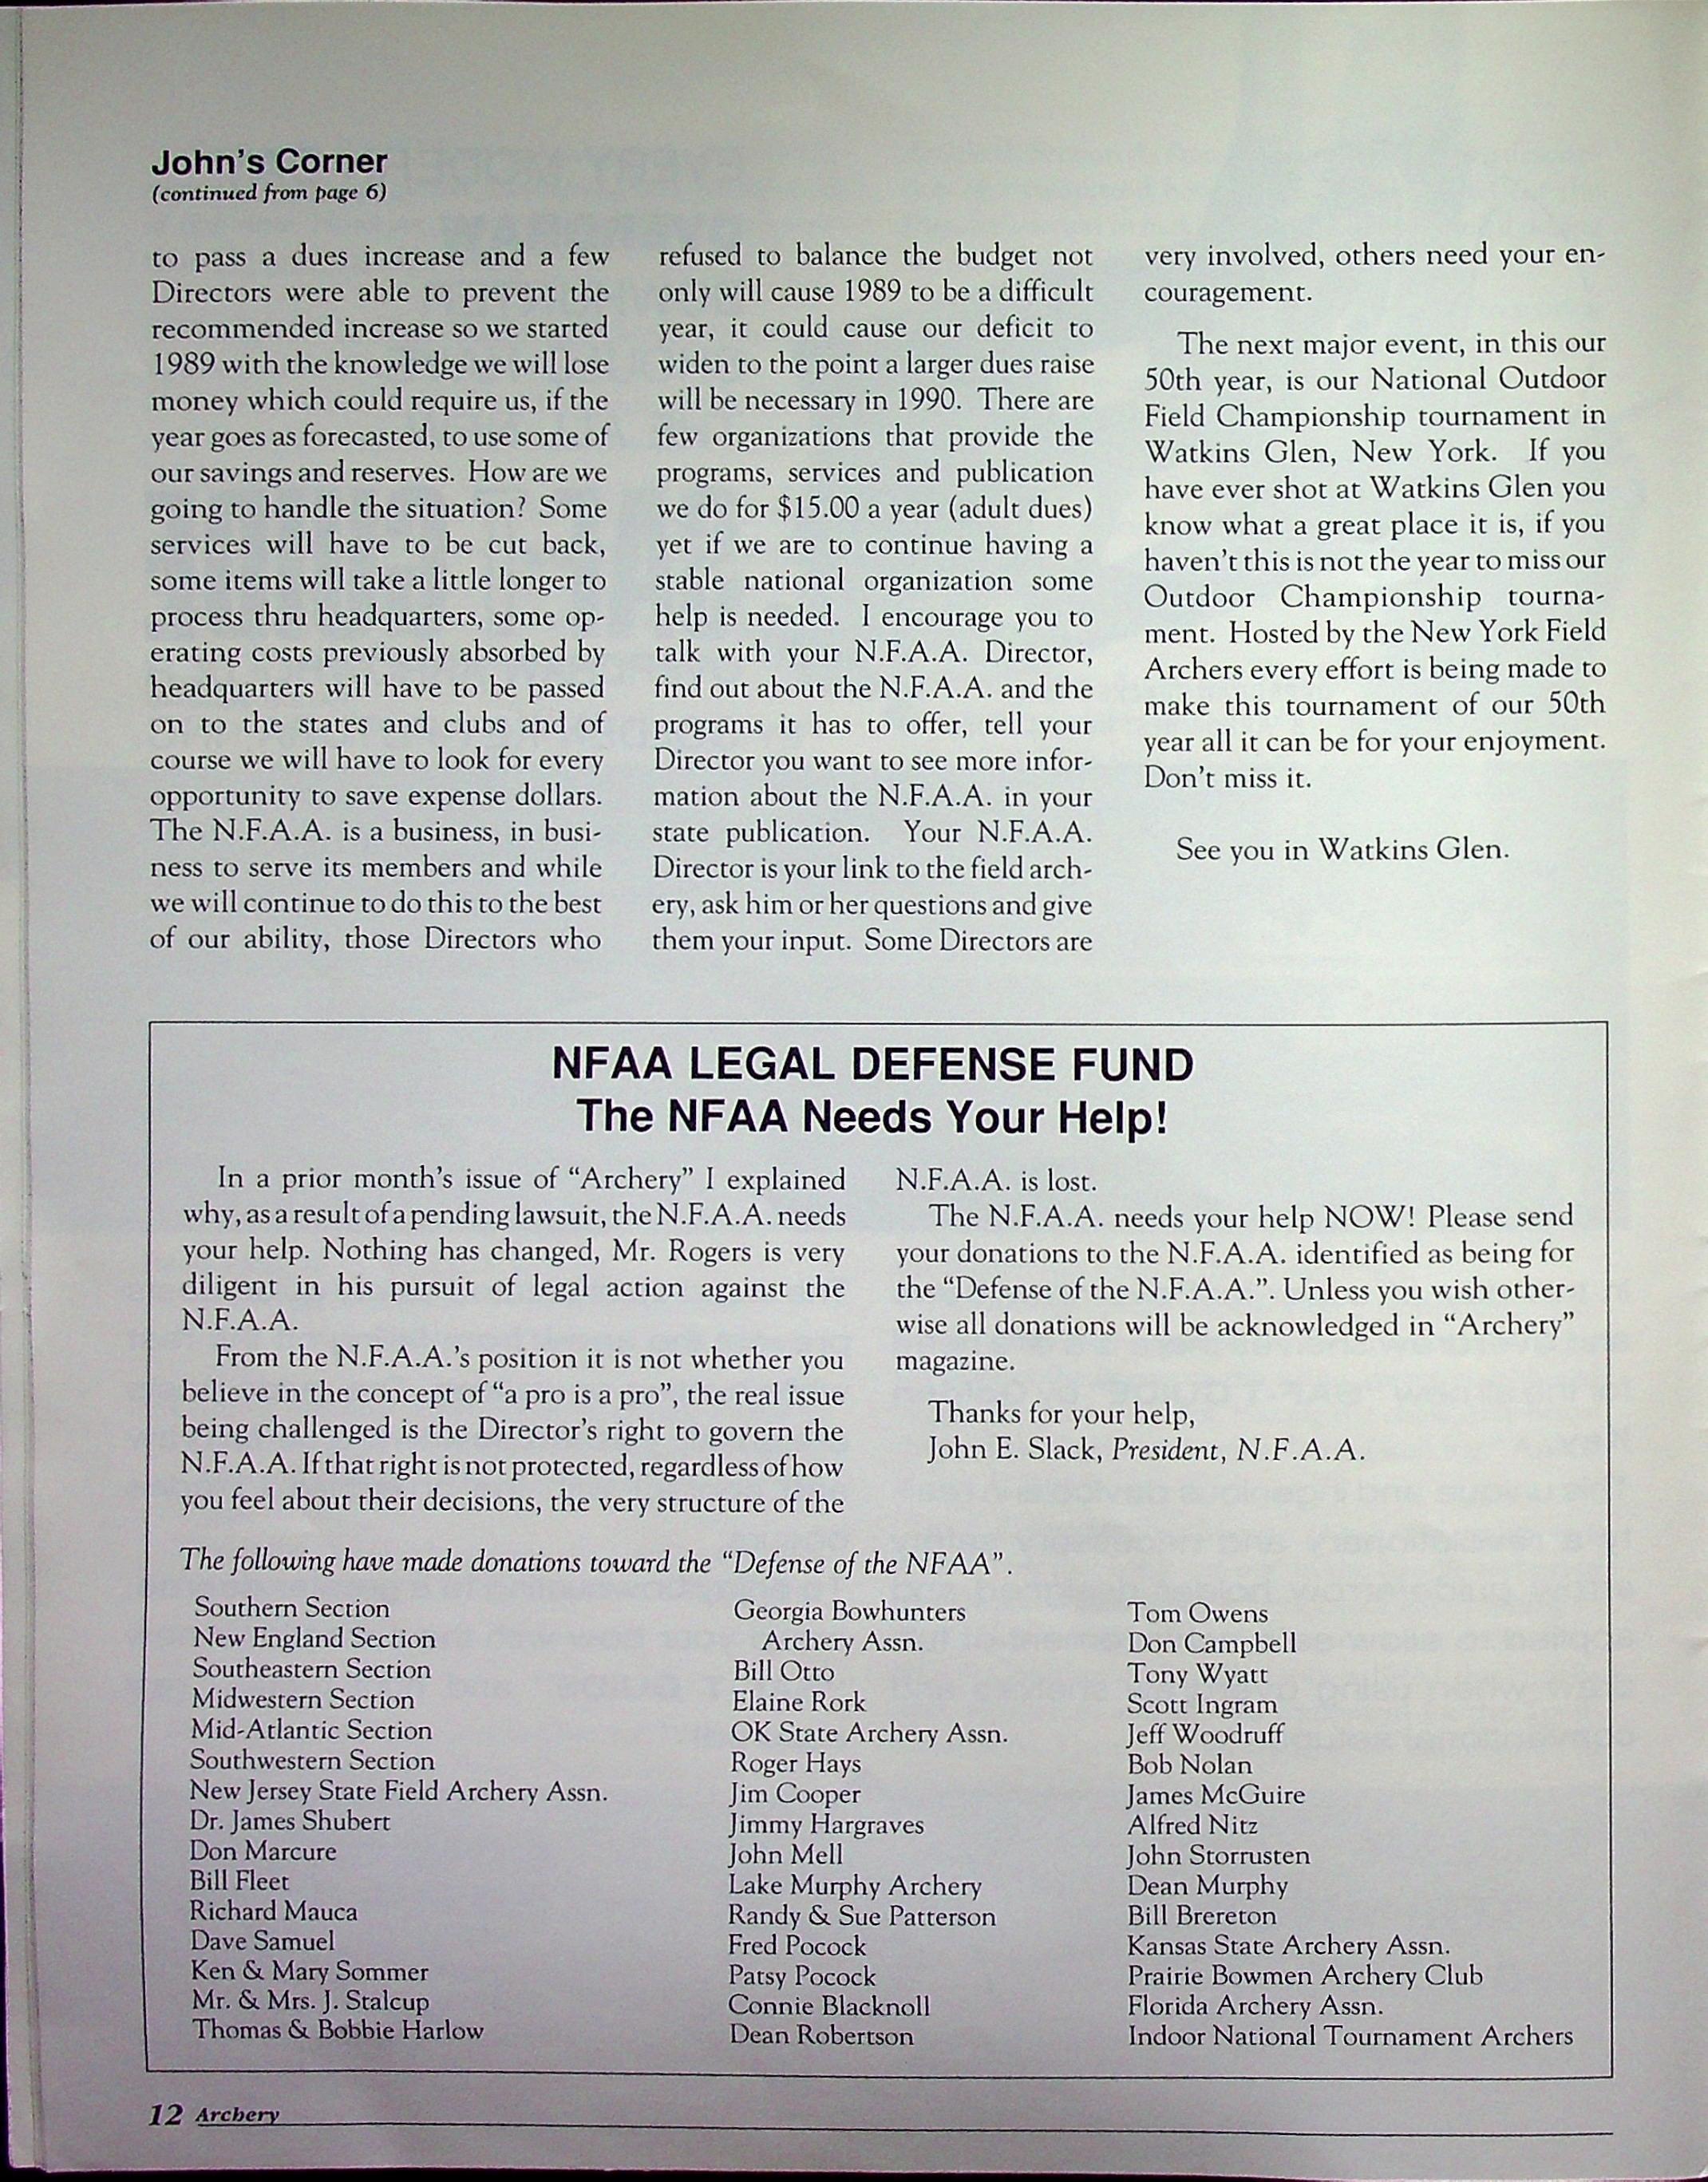 John's Corner
(continued from page 6)
to pass a dues increase and a few
Directors were able to prevent the
recommended increase so we started
1989 with the knowledge we will lose
money which could require us, if the
year goes as forecasted, to use some of
our savings and reserves. How are we
going to handle the situation? Some
services will have to be cut back,
some items will take a little longer to
process thru headquarters, some op-
erating costs previously absorbed by
headquarters will have to be passed
on to the states and clubs and of
course we will have to look for every
opportunity to save expense dollars.
The N.F.A.A. is a business, in busi-
ness to serve its members and while
we will continue to do this to the best
of our ability, those Directors who
refused to balance the budget not
only will cause 1989 to be a difficult
year, it could cause our deficit to
widen to the point a larger dues raise
will be necessary in 1990. There are
few organizations that provide the
programs, services and publication
we do for $15.00 a year (adult dues)
yet if we are to continue having a
stable national organization some
help is needed. I encourage you to
talk with your N.F.A.A. Director,
find out about the N.F.A.A. and the
programs it has to offer, tell your
Director you want to see more infor-
mation about the N.F.A.A. in your
state publication. Your N.F.A.A.
Director is your link to the field arch-
ery, ask him or her questions and give
them your input. Some Directors are
very involved, others need your en-
couragement.
The next major event, in this our
50th year, is our National Outdoor
Field Championship tournament in
Watkins Glen, New York. If you
have ever shot at Watkins Glen you
know what a great place it is, if you
haven't this is not the year to miss our
Outdoor Championship tourna-
ment. Hosted by the New York Field
Archers every effort is being made to
make this tournament of our 50th
year all it can be for your enjoyment.
Don't miss it.
See you in Watkins Glen.
NFAA LEGAL DEFENSE FUND
The NFAA Needs Your Help!
In a prior month's issue of "Archery" I explained
why, as a result of a pending lawsuit, the N.F.A.A. needs
your help. Nothing has changed, Mr. Rogers is very
diligent in his pursuit of legal action against the
N.F.A.A.
From the N.F.A.A.'s position it is not whether you
believe in the concept of "a pro is a pro", the real issue
being challenged is the Director's right to govern the
N.F.A.A. If that right is not protected, regardless of how
you feel about their decisions, the very structure of the
N.F.A.A. is lost.
The N.F.A.A. needs your help NOW! Please send
your donations to the N.F.A.A. identified as being for
the "Defense of the N.F.A.A.". Unless you wish other-
wise all donations will be acknowledged in "Archery"
magazine.
Thanks for your help,
John E. Slack, President, N.F.A.A.
The following have made donations toward the "Defense of the NFAA".
Southern Section
New England Section
Southeastern Section
Midwestern Section
Mid-Atlantic Section
Southwestern Section
New Jersey State Field Archery Assn.
Dr. James Shubert
Don Marcure
Bill Fleet
Richard Mauca
Dave Samuel
Ken & Mary Sommer
Mr. & Mrs. J. Stalcup
Thomas & Bobbie Harlow
Georgia Bowhunters
Archery Assn.
Bill Otto
Elaine Rork
OK State Archery Assn.
Roger Hays
Jim Cooper
Jimmy Hargraves
John Mell
Lake Murphy Archery
Randy & Sue Patterson
Fred Pocock
Patsy Pocock
Connie Blacknoll
Dean Robertson
Tom Owens
Don Campbell
Tony Wyatt
Scott Ingram
Jeff Woodruff
Bob Nolan
James McGuire
Alfred Nitz
John Storrusten
Dean Murphy
Bill Brereton
Kansas State Archery Assn.
Prairie Bowmen Archery Club
Florida Archery Assn.
Indoor National Tournament Archers
12 Archery